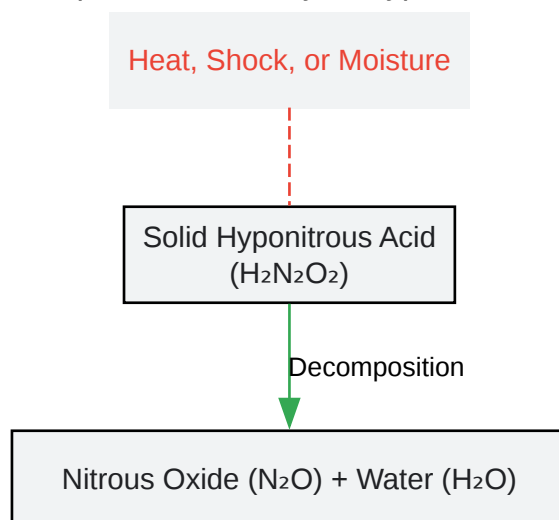 Heat, Shock, or Moisture
Solid Hyponitrous Acid
(H₂N₂O₂)
Decomposition
Nitrous Oxide (N₂O) + Water (H₂O)